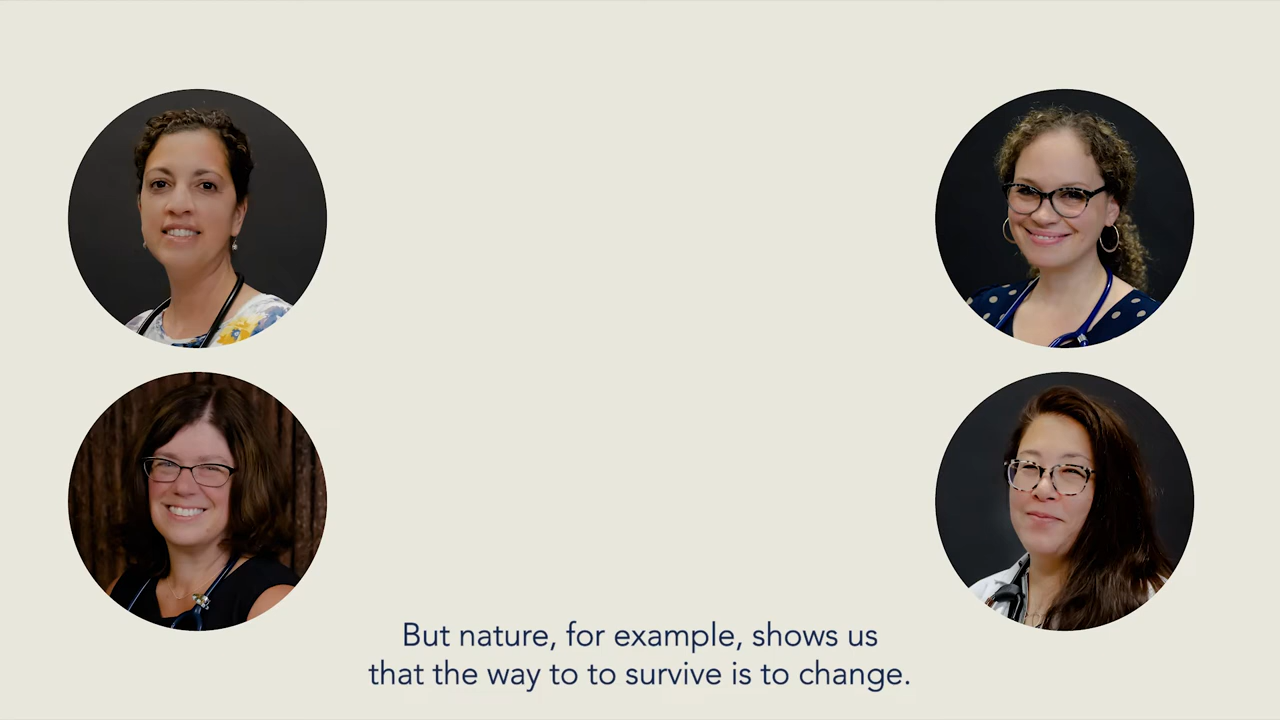 But nature, for example, shows us
that the way to to survive is to change.